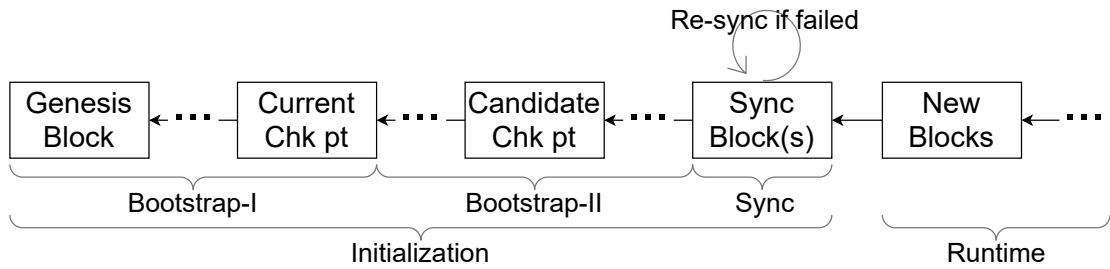 Re-sync if failed
Genesis
Block
Current
Chk pt
Candidate
Chk pt
Sync
Block(s)
New
Blocks
Bootstrap-I
Bootstrap-II
Sync
Initialization
Runtime